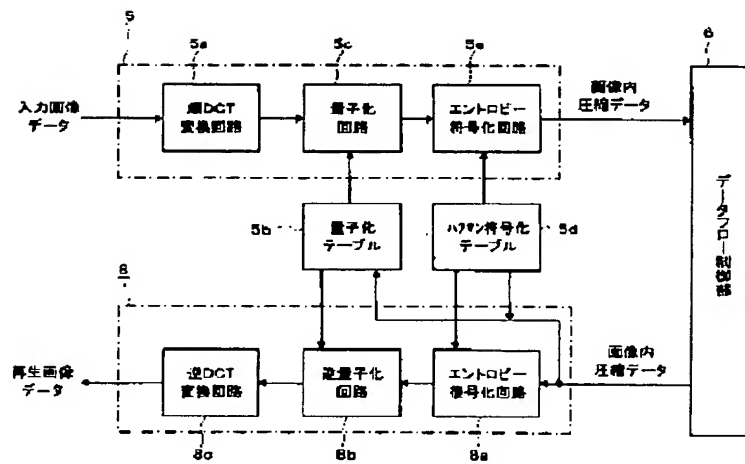 5
6
5a
5c
5e
入力画像
データ
順DCT
変換回路
量子化
回路
エントロピー
符号化回路
画像内
圧縮データ
5b
量子化
テーブル
ハフマン符号化
テーブル
5d
データフロー制御部
8
再生画像
データ
逆DCT
変換回路
逆量子化
回路
エントロピー
復号化回路
画像内
圧縮データ
8c
8b
8a